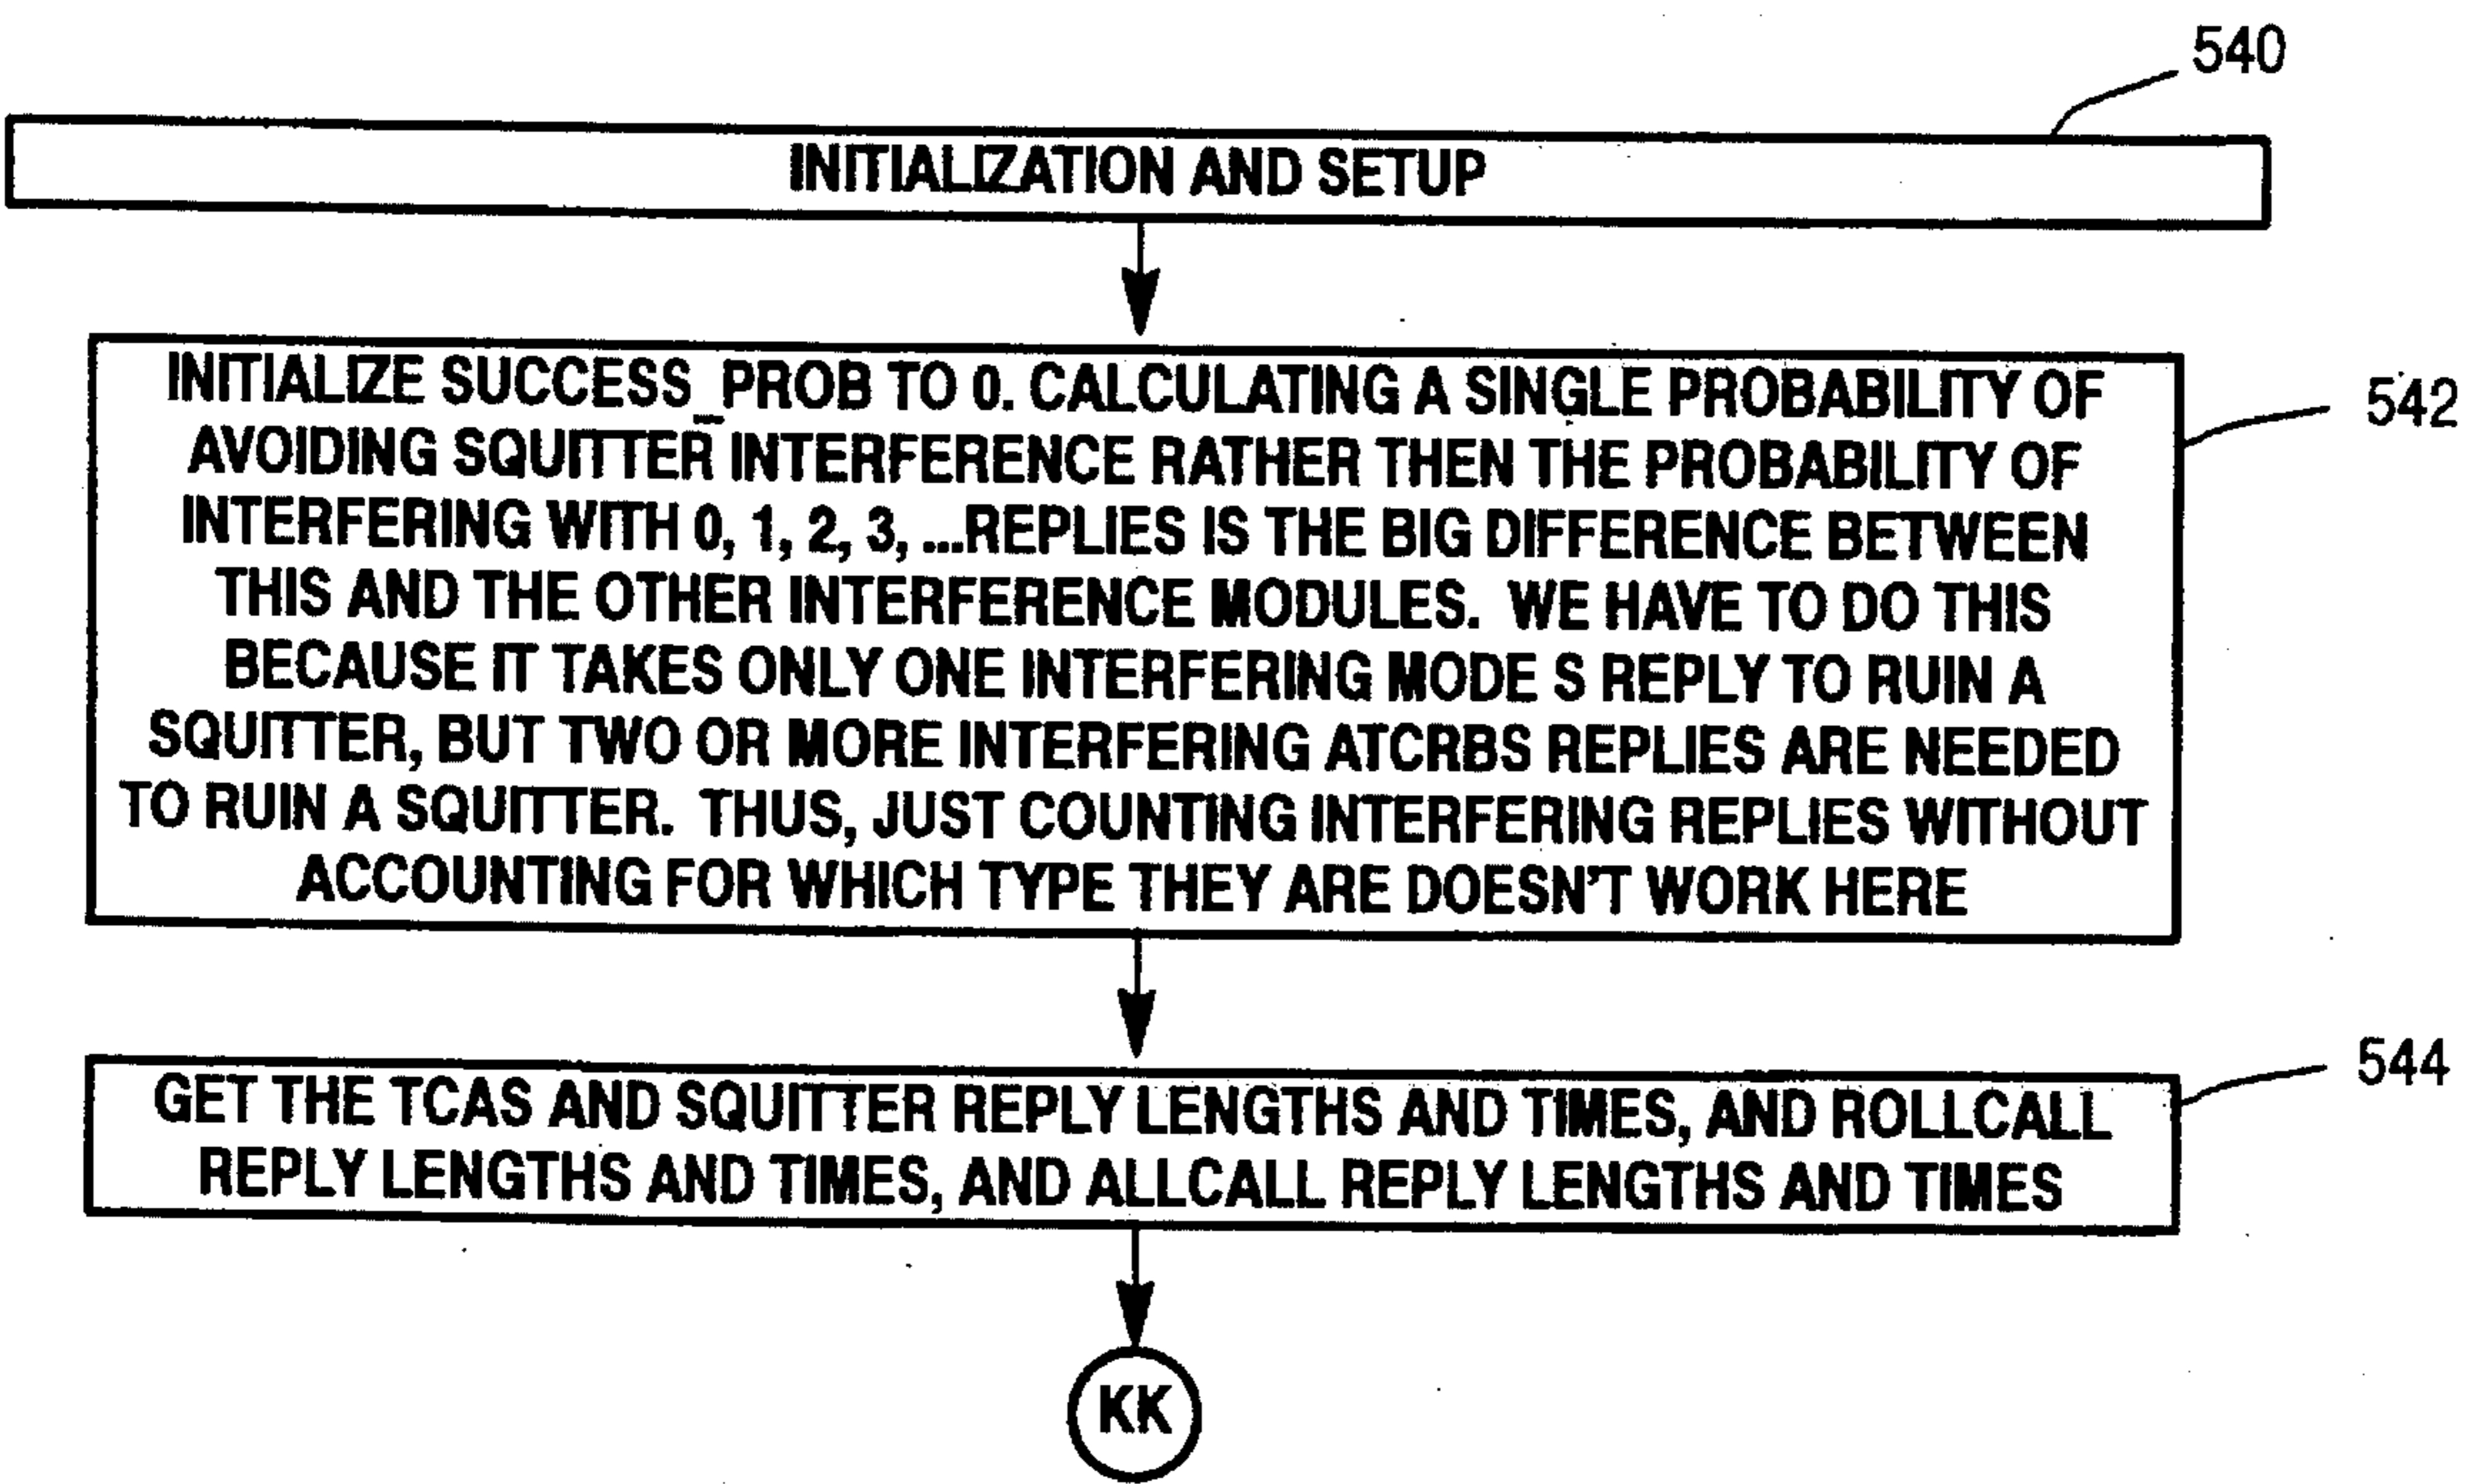 540
INITIALIZATION AND SETUP
INITIALIZE SUCCESS_PROB TO 0. CALCULATING A SINGLE PROBABILITY OF
AVOIDING SQUITTER INTERFERENCE RATHER THEN THE PROBABILITY OF
INTERFERING WITH 0, 1, 2, 3, ...REPLIES IS THE BIG DIFFERENCE BETWEEN
THIS AND THE OTHER INTERFERENCE MODULES. WE HAVE TO DO THIS
BECAUSE IT TAKES ONLY ONE INTERFERING MODE S REPLY TO RUIN A
SQUITTER, BUT TWO OR MORE INTERFERING ATCRBS REPLIES ARE NEEDED
TO RUIN A SQUITTER. THUS, JUST COUNTING INTERFERING REPLIES WITHOUT
ACCOUNTING FOR WHICH TYPE THEY ARE DOESN'T WORK HERE
542
GET THE TCAS AND SQUITTER REPLY LENGTHS AND TIMES, AND ROLLCALL
REPLY LENGTHS AND TIMES, AND ALLCALL REPLY LENGTHS AND TIMES
544
KK